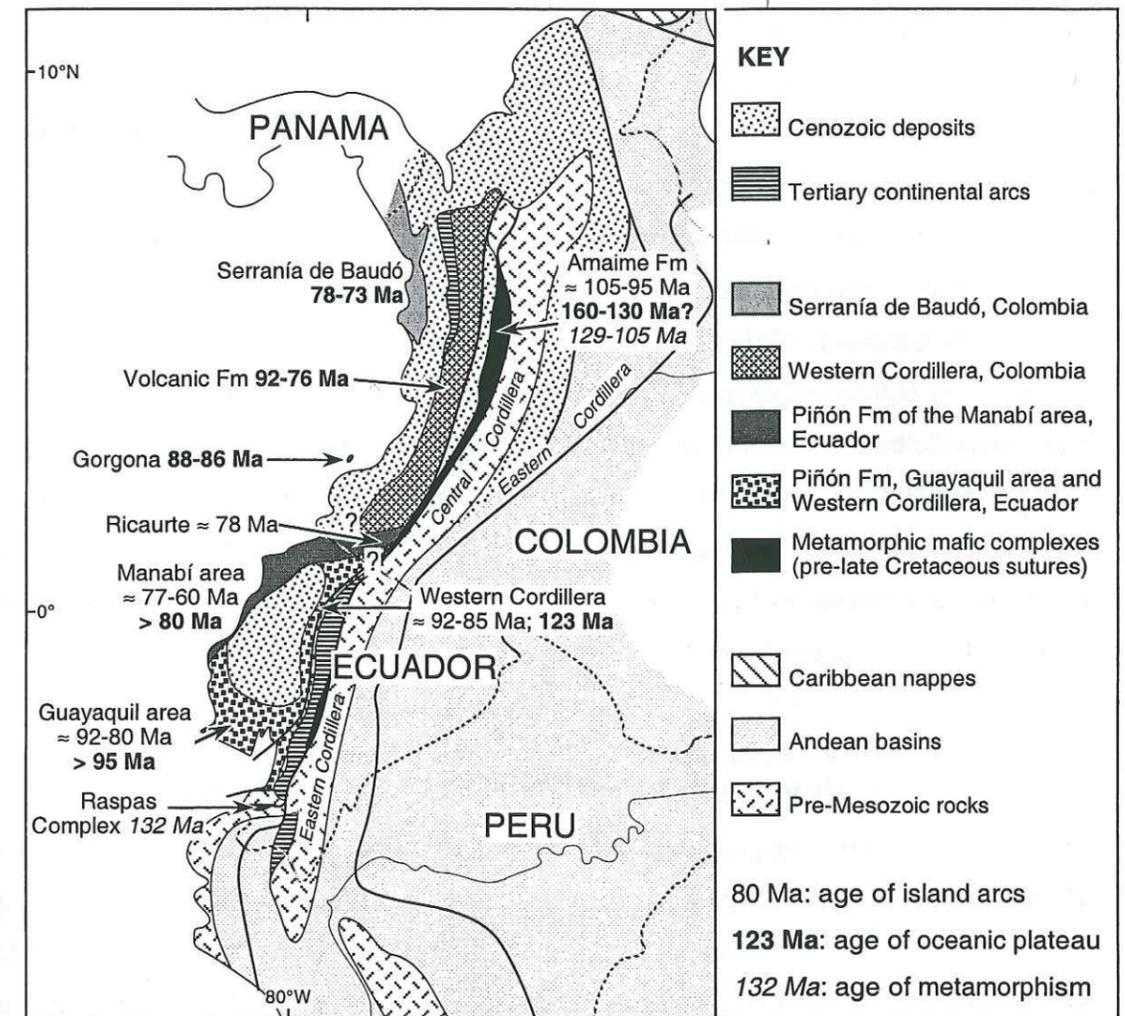 10°N
PANAMA
Serranía de Baudó
78-73 Ma
Amaime Fm
≈ 105-95 Ma
160-130 Ma?
129-105 Ma
Volcanic Fm 92-76 Ma
Gorgona 88-86 Ma
Central Cordillera
Eastern Cordillera
?
Ricaurte ≈ 78 Ma
?
COLOMBIA
Manabí area
≈ 77-60 Ma
> 80 Ma
0°
Western Cordillera
≈ 92-85 Ma; 123 Ma
ECUADOR
Guayaquil area
≈ 92-80 Ma
> 95 Ma
Eastern Cordillera
Raspas
Complex 132 Ma
PERU
80°W
KEY
Cenozoic deposits
Tertiary continental arcs
Serranía de Baudó, Colombia
Western Cordillera, Colombia
Piñón Fm of the Manabí area,
Ecuador
Piñón Fm, Guayaquil area and
Western Cordillera, Ecuador
Metamorphic mafic complexes
(pre-late Cretaceous sutures)
Caribbean nappes
Andean basins
Pre-Mesozoic rocks
80 Ma: age of island arcs
123 Ma: age of oceanic plateau
132 Ma: age of metamorphism